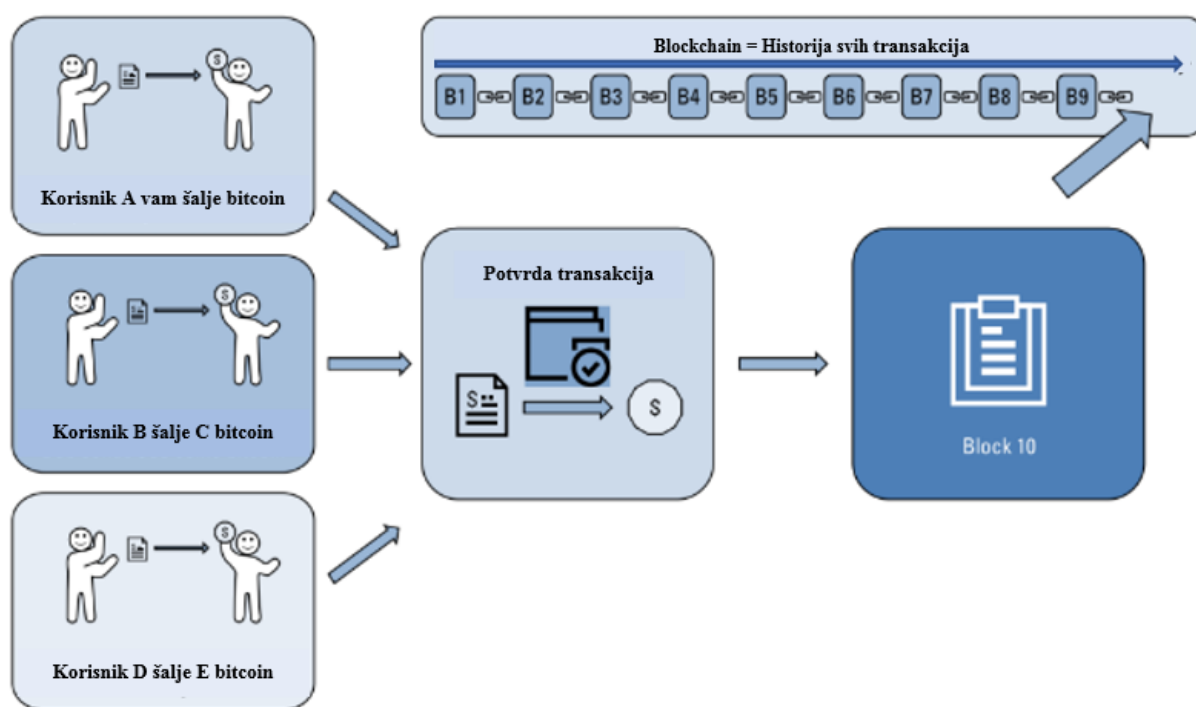 Korisnik A vam šalje bitcoin
Korisnik B šalje C bitcoin
Korisnik D šalje E bitcoin
Potvrda transakcija
S
Block 10
Blockchain = Historija svih transakcija
B1 B2 B3 B4 B5 B6 B7 B8 B9